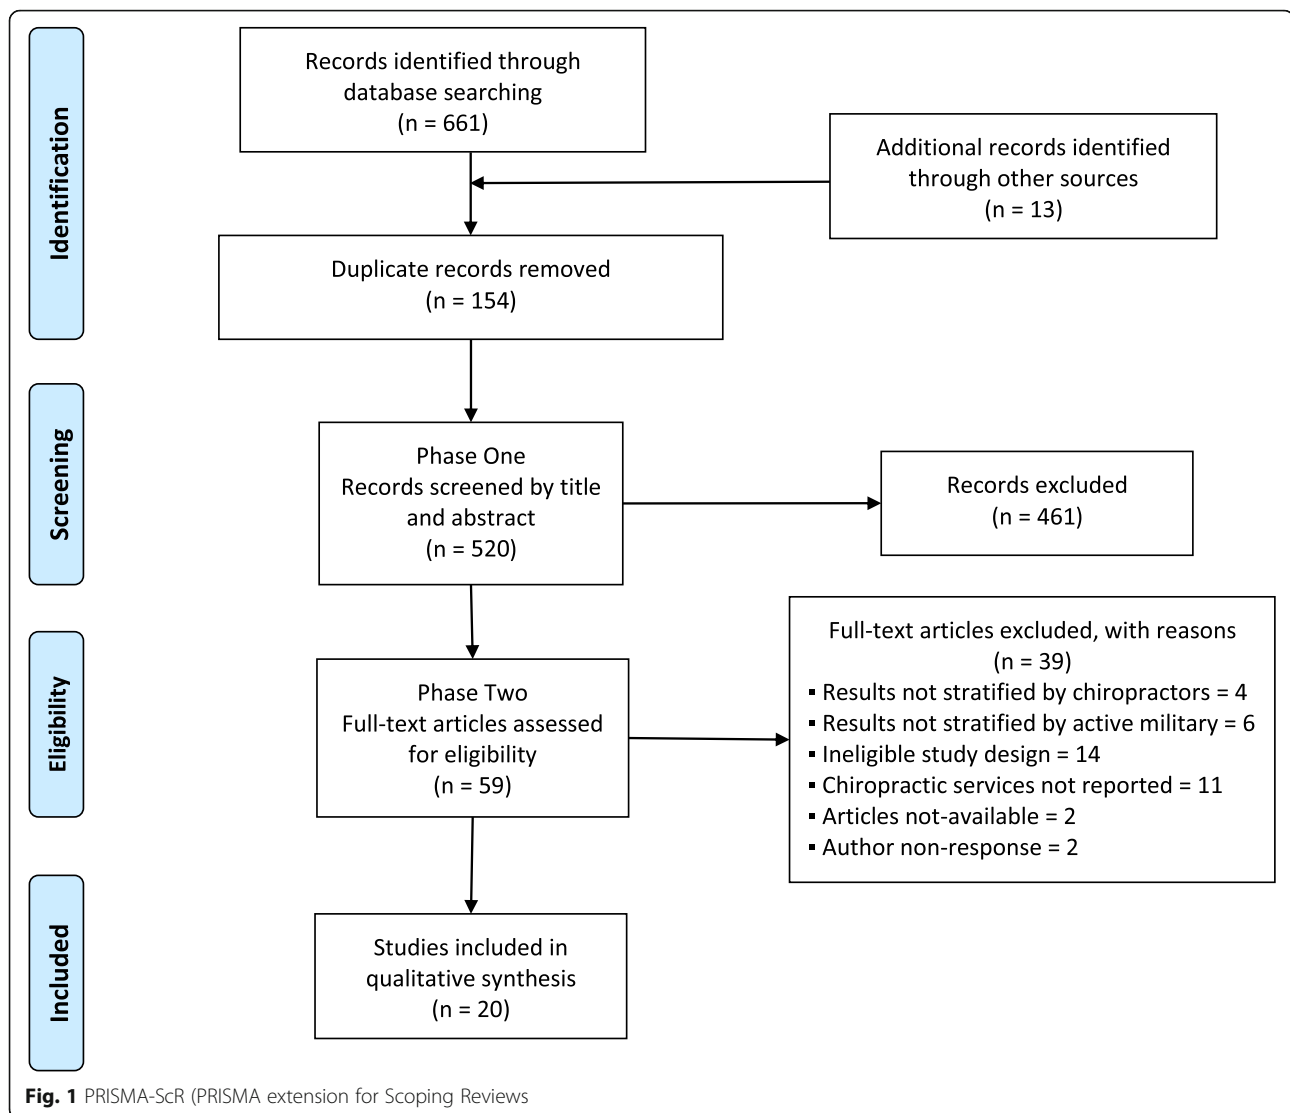 Identification
Records identified through
database searching
(n = 661)
Additional records identified
through other sources
(n = 13)
Duplicate records removed
(n = 154)
Screening
Phase One
Records screened by title
and abstract
(n = 520)
Records excluded
(n = 461)
Eligibility
Phase Two
Full-text articles assessed
for eligibility
(n = 59)
Full-text articles excluded, with reasons
(n = 39)
▪ Results not stratified by chiropractors = 4
▪ Results not stratified by active military = 6
▪ Ineligible study design = 14
▪ Chiropractic services not reported = 11
▪ Articles not-available = 2
▪ Author non-response = 2
Included
Studies included in
qualitative synthesis
(n = 20)
Fig. 1 PRISMA-ScR (PRISMA extension for Scoping Reviews